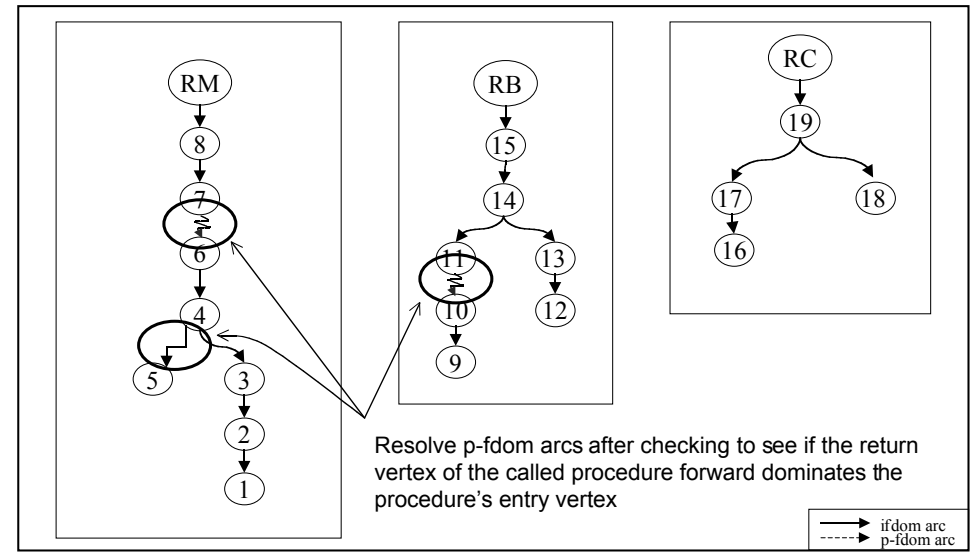 RM
8
7
6
4
5
3
2
1
RB
15
14
11
13
10
12
9
RC
19
17
18
16
Resolve p-fdom arcs after checking to see if the return
vertex of the called procedure forward dominates the
procedure's entry vertex
ifdom arc
p-fdom arc